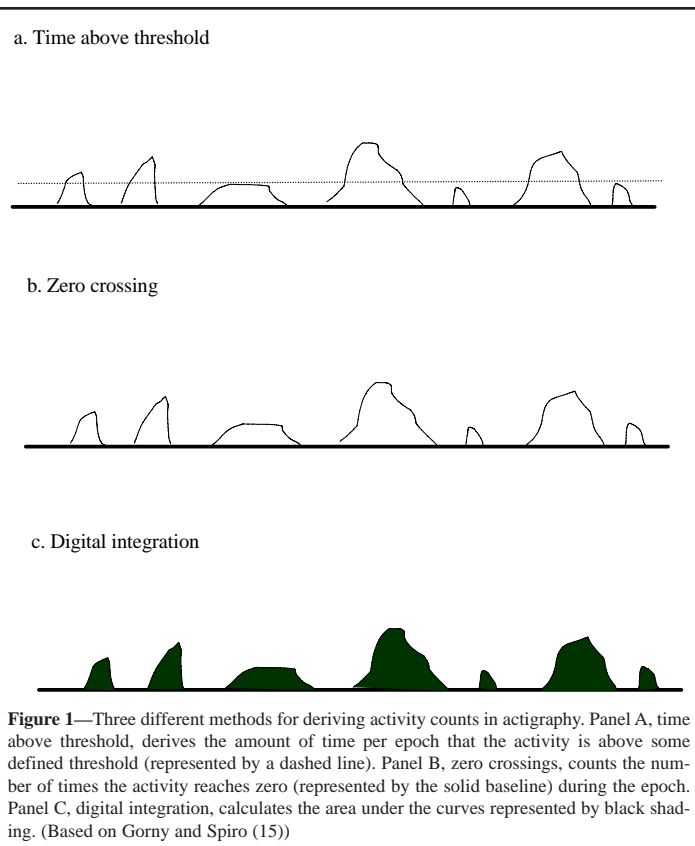 a. Time above threshold
b. Zero crossing
c. Digital integration
Figure 1—Three different methods for deriving activity counts in actigraphy. Panel A, time
above threshold, derives the amount of time per epoch that the activity is above some
defined threshold (represented by a dashed line). Panel B, zero crossings, counts the num-
ber of times the activity reaches zero (represented by the solid baseline) during the epoch.
Panel C, digital integration, calculates the area under the curves represented by black shad-
ing. (Based on Gorny and Spiro (15))